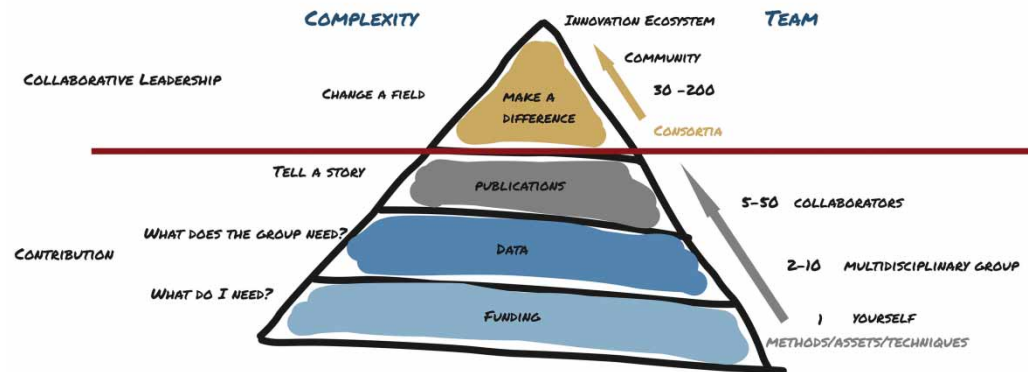 COMPLEXITY
INNOVATION ECOSYSTEM
TEAM
COLLABORATIVE LEADERSHIP
CHANGE A FIELD
MAKE A
DIFFERENCE
COMMUNITY
30 -200
CONSORTIA
TELL A STORY
PUBLICATIONS
5-50 COLLABORATORS
CONTRIBUTION
WHAT DOES THE GROUP NEED?
DATA
2-10 MULTIDISCIPLINARY GROUP
WHAT DO I NEED?
FUNDING
1 YOURSELF
METHODS/ASSETS/TECHNIQUES